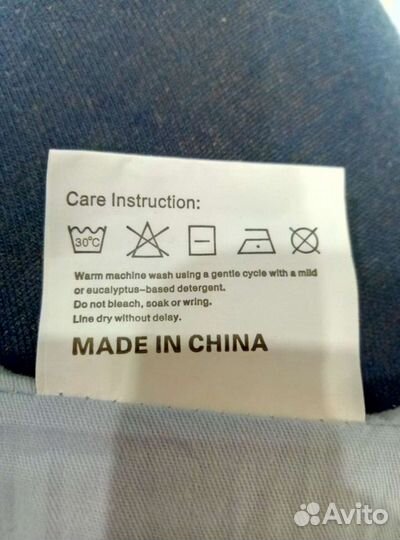 Care Instruction:
30°C
Warm machine wash using a gentle cycle with a mild
or eucalyptus-based detergent.
Do not bleach, soak or wring.
Line dry without delay.
MADE IN CHINA
Avito